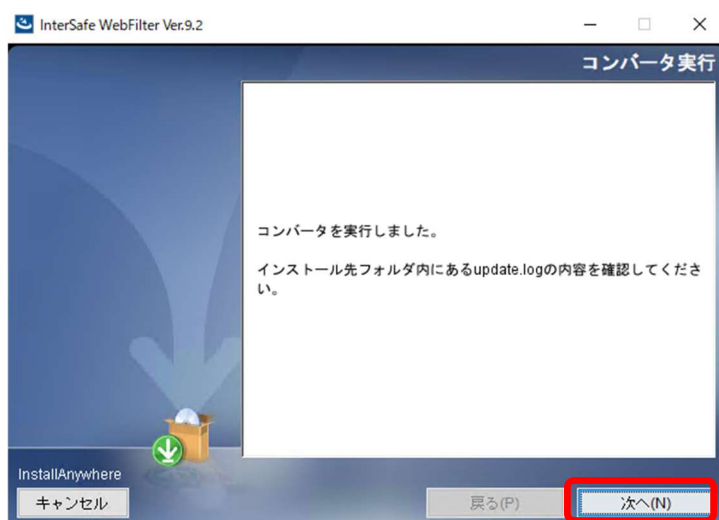 InterSafe WebFilter Ver.9.2
コンバータ実行
コンバータを実行しました。
インストール先フォルダ内にあるupdate.logの内容を確認してくださ
い。
InstallAnywhere
キャンセル
戻る(P)
次へ(N)